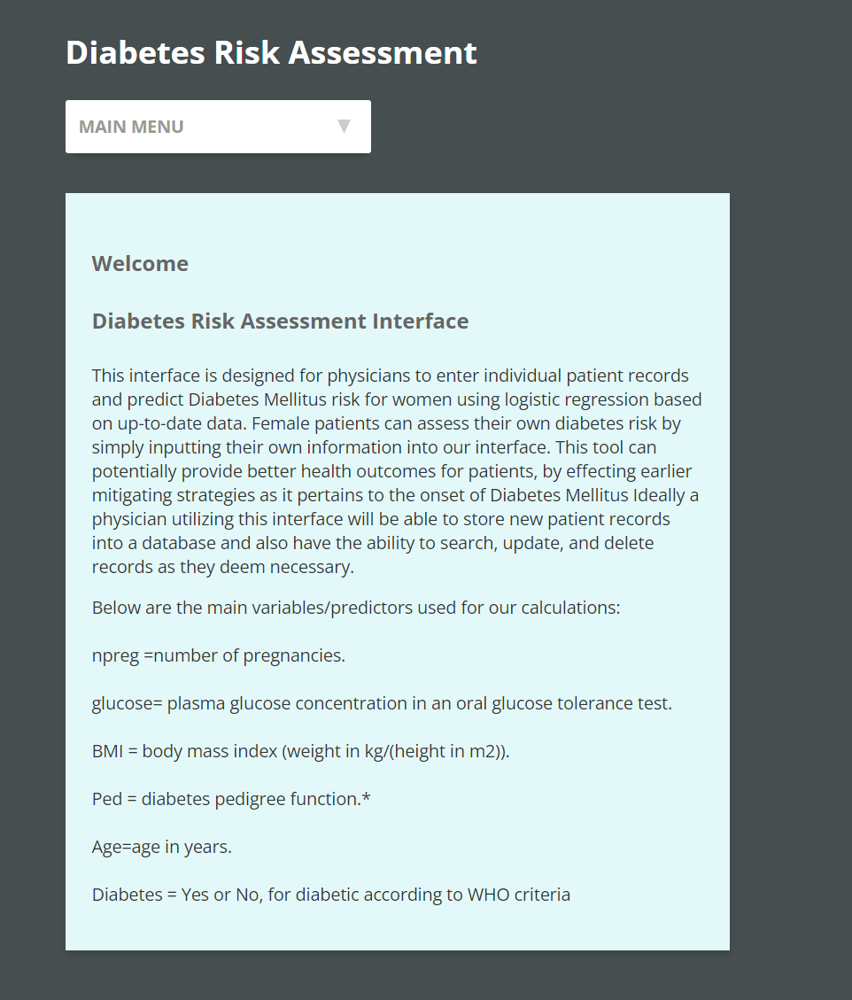 Diabetes Risk Assessment
MAIN MENU
Welcome
Diabetes Risk Assessment Interface
This interface is designed for physicians to enter individual patient records
and predict Diabetes Mellitus risk for women using logistic regression based
on up-to-date data. Female patients can assess their own diabetes risk by
simply inputting their own information into our interface. This tool can
potentially provide better health outcomes for patients, by effecting earlier
mitigating strategies as it pertains to the onset of Diabetes Mellitus Ideally a
physician utilizing this interface will be able to store new patient records
into a database and also have the ability to search, update, and delete
records as they deem necessary.
Below are the main variables/predictors used for our calculations:
npreg =number of pregnancies.
glucose= plasma glucose concentration in an oral glucose tolerance test.
BMI = body mass index (weight in kg/(height in m2)).
Ped = diabetes pedigree function.*
Age=age in years.
Diabetes = Yes or No, for diabetic according to WHO criteria